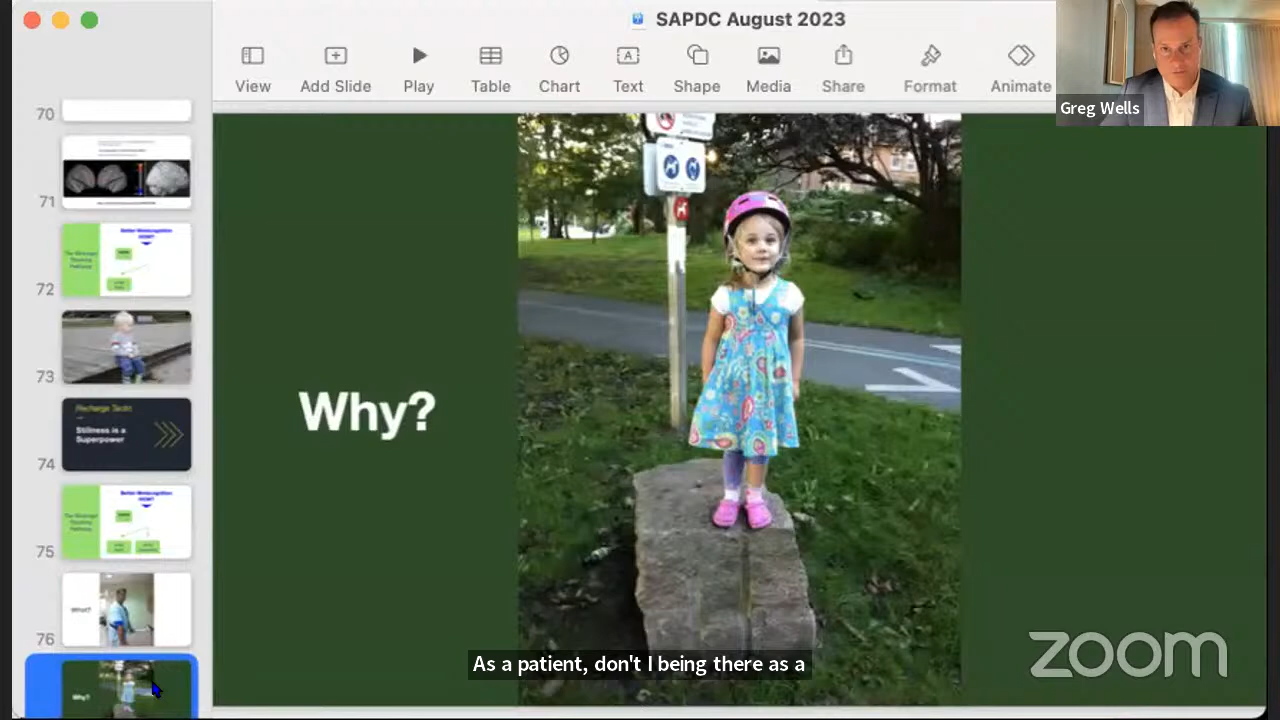 SAPDC August 2023
View
Add Slide
Play
Table
Chart
Text
Shape
Media
Share
Format
Animate
Greg Wells
70
71
72
73
74
75
76
Recharge Tech!
Stillness is a
Superpower
What?
Why?
Why?
As a patient, don't I being there as a
zoom